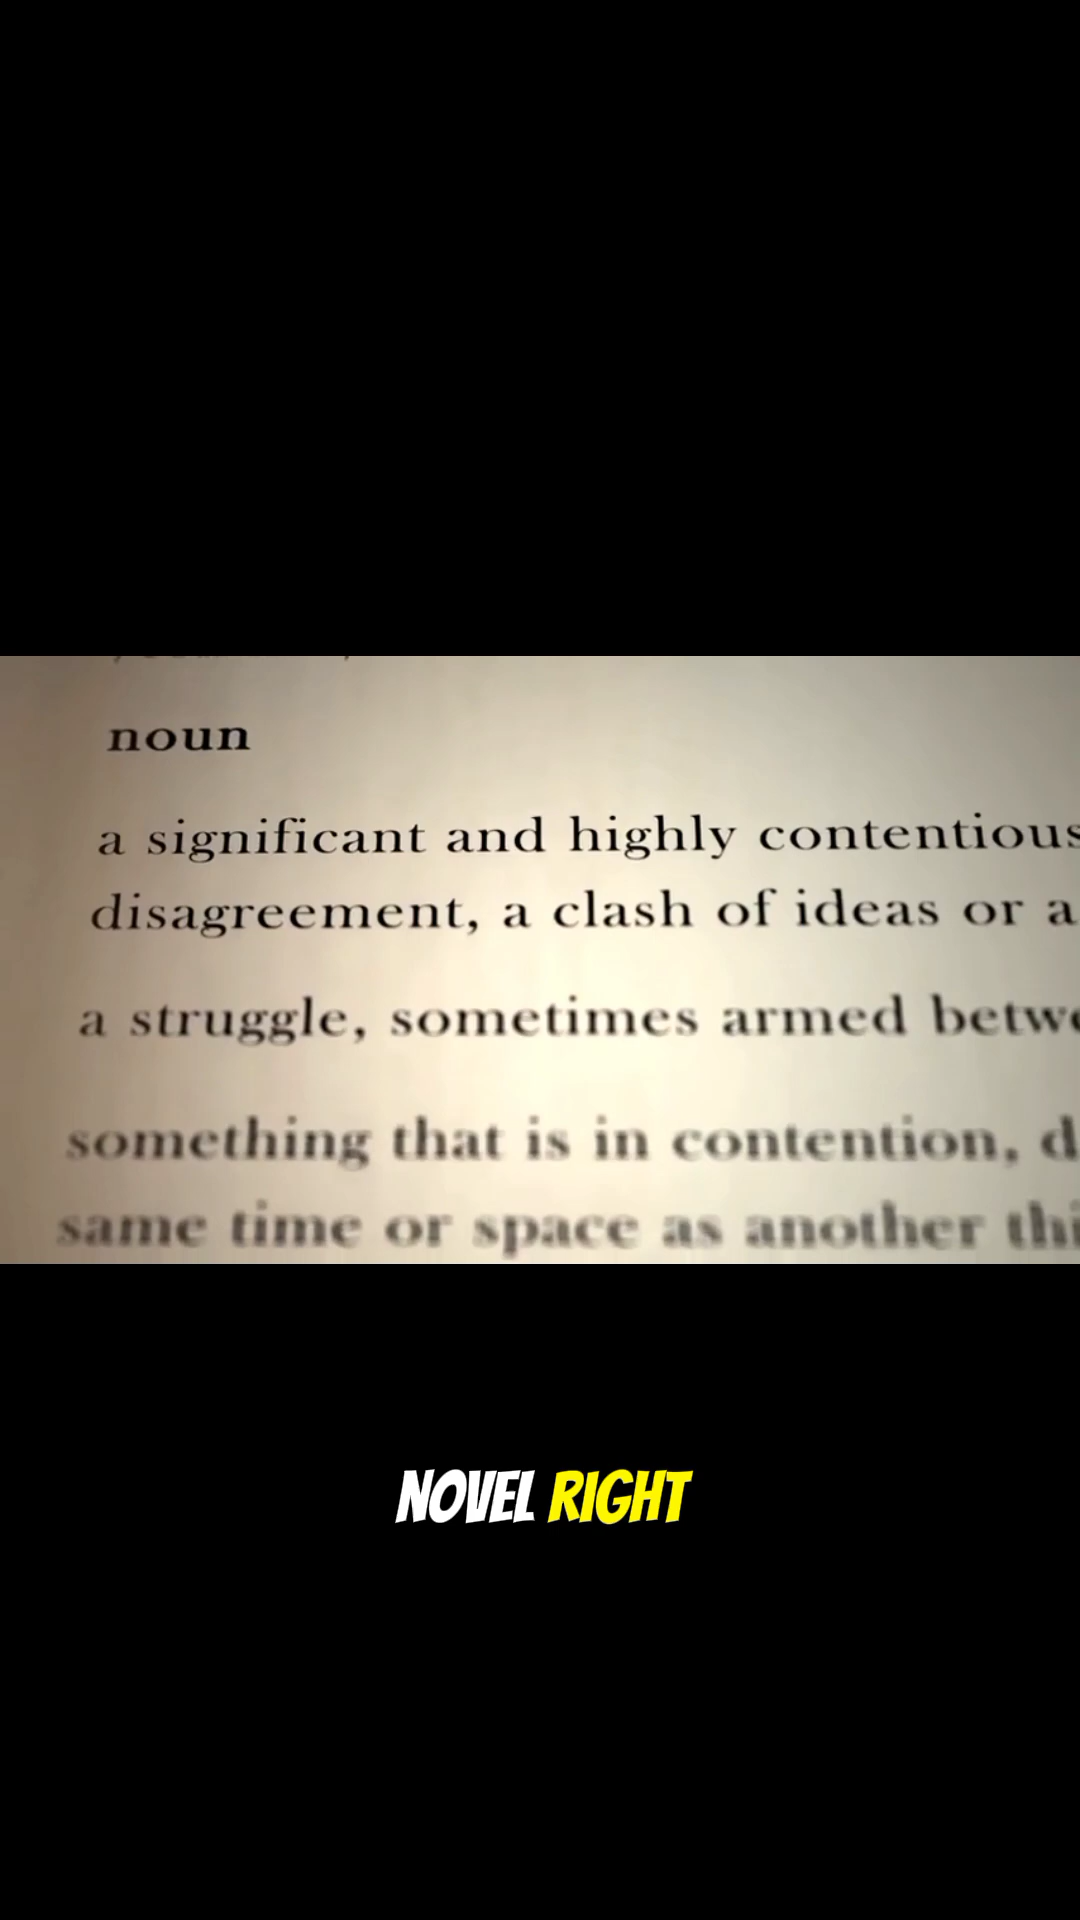 noun
a significant and highly contentious
disagreement, a clash of ideas or a
a struggle, sometimes armed
something that is in contention,
same time or space as another
NOVEL RIGHT